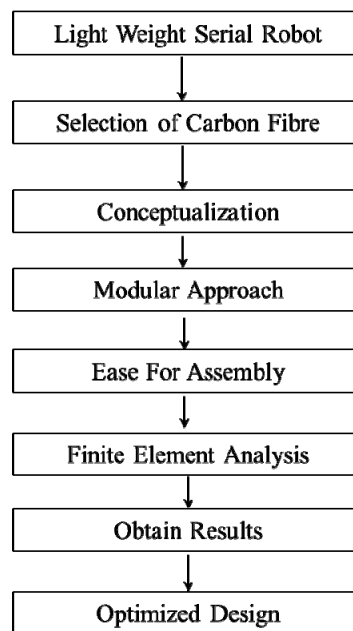 Light Weight Serial Robot
Selection of Carbon Fibre
Conceptualization
Modular Approach
Ease For Assembly
Finite Element Analysis
Obtain Results
Optimized Design